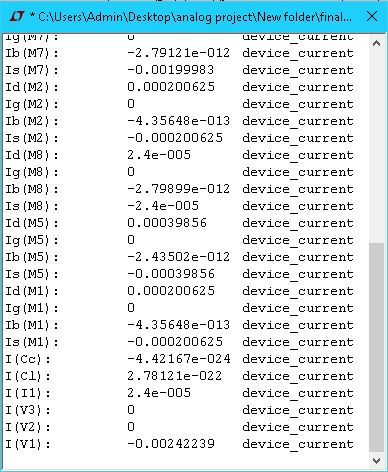 * C:\Users\Admin\Desktop\analog project\New folder\final...
Ig(M7): 0 device_current
Ib(M7): -2.79121e-012 device_current
Is(M7): -0.00199983 device_current
Id(M2): 0.000200625 device_current
Ig(M2): 0 device_current
Ib(M2): -4.35648e-013 device_current
Is(M2): -0.000200625 device_current
Id(M8): 2.4e-005 device_current
Ig(M8): 0 device_current
Ib(M8): -2.79899e-012 device_current
Is(M8): -2.4e-005 device_current
Id(M5): 0.00039856 device_current
Ig(M5): 0 device_current
Ib(M5): -2.43502e-012 device_current
Is(M5): -0.00039856 device_current
Id(M1): 0.000200625 device_current
Ig(M1): 0 device_current
Ib(M1): -4.35648e-013 device_current
Is(M1): -0.000200625 device_current
I(Cc): -4.42167e-024 device_current
I(Cl): 2.78121e-022 device_current
I(I1): 2.4e-005 device_current
I(V3): 0 device_current
I(V2): 0 device_current
I(V1): -0.00242239 device_current